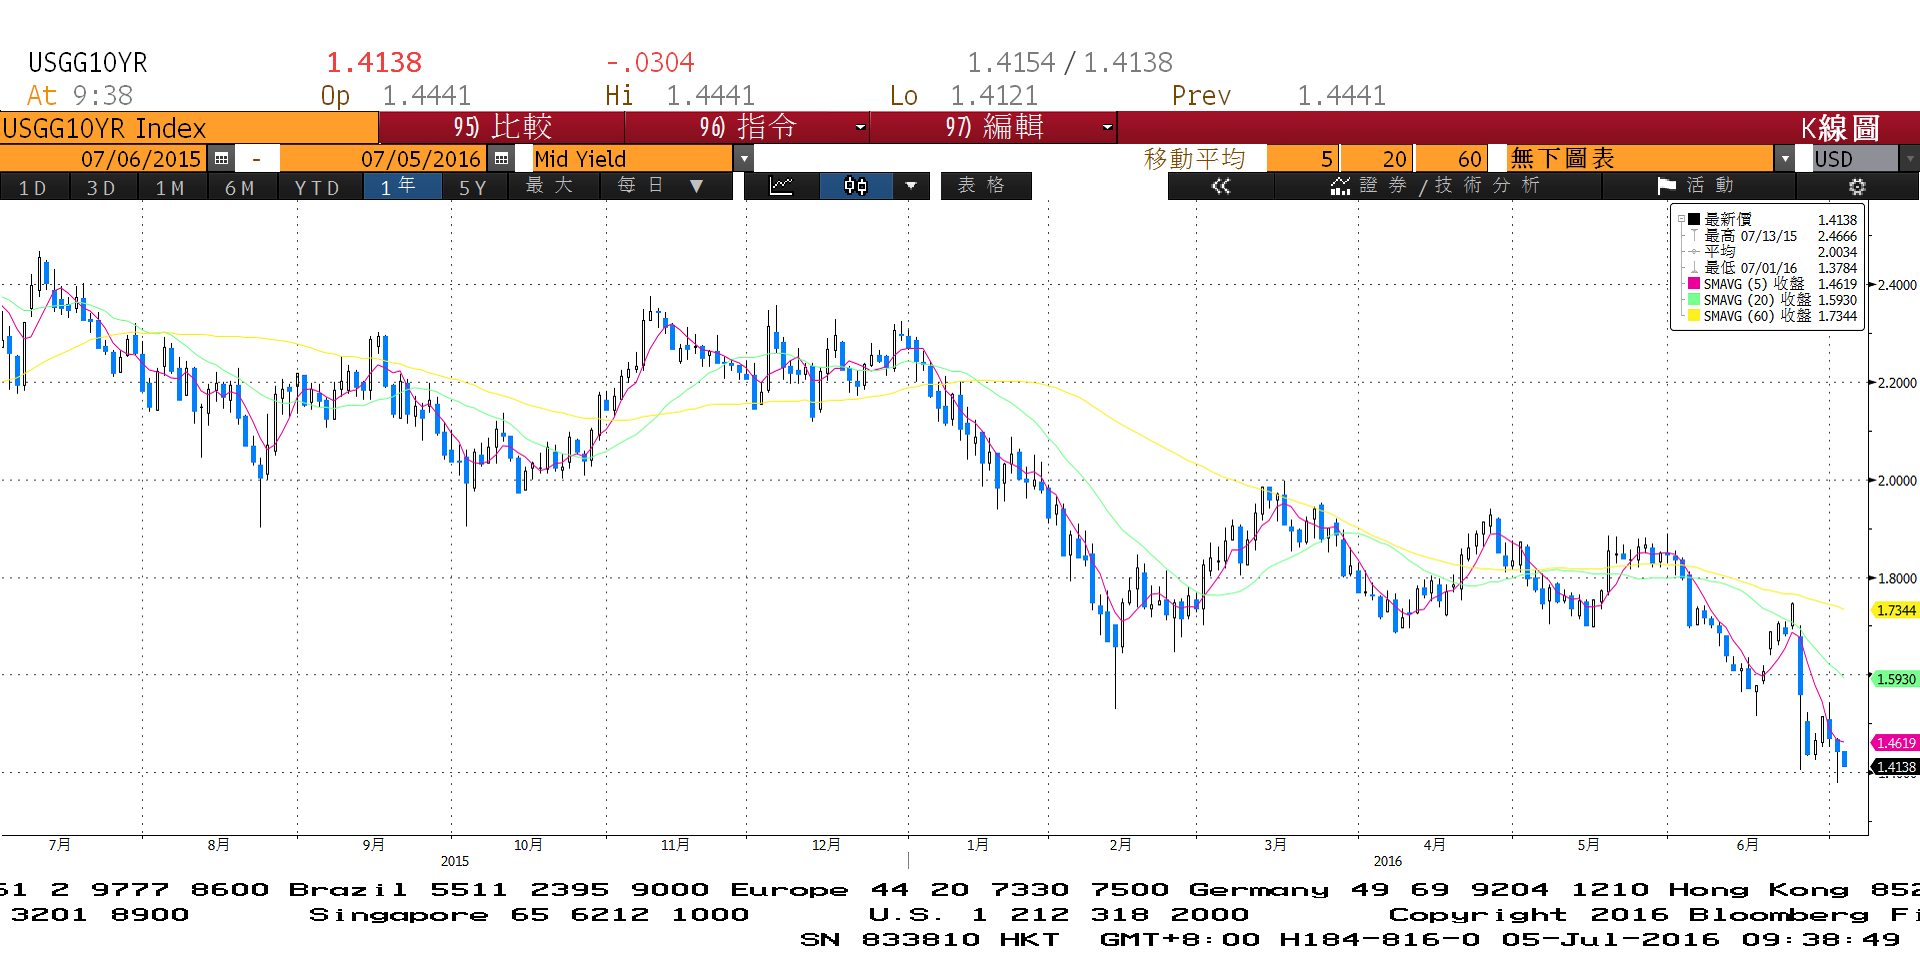 USGG10YR 1.4138 -.0304 1.4154 / 1.4138
At 9:38 Op 1.4441 Hi 1.4441 Lo 1.4121 Prev 1.4441
USGG10YR Index 95) 比較 96) 指令 97) 編輯 K線圖
07/06/2015 - 07/05/2016 Mid Yield 移動平均 5 20 60 無下圖表 USD
1D 3D 1M 6M YTD 1年 5Y 最大 每日 ▼ 表格 證券/技術分析 活動
最新價 1.4138
最高 07/13/15 2.4666
平均 2.0034
最低 07/01/16 1.3784
SMAVG (5) 收盤 1.4619
SMAVG (20) 收盤 1.5930
SMAVG (60) 收盤 1.7344
2.4000
2.2000
2.0000
1.8000
1.7344
1.5930
1.4619
1.4138
7月 8月 9月 10月 11月 12月 1月 2月 3月 4月 5月 6月
2015 2016
61 2 9777 8600 Brazil 5511 2395 9000 Europe 44 20 7330 7500 Germany 49 69 9204 1210 Hong Kong 852
3201 8900 Singapore 65 6212 1000 U.S. 1 212 318 2000 Copyright 2016 Bloomberg Fi
SN 833810 HKT GMT+8:00 H184-816-0 05-Jul-2016 09:38:49